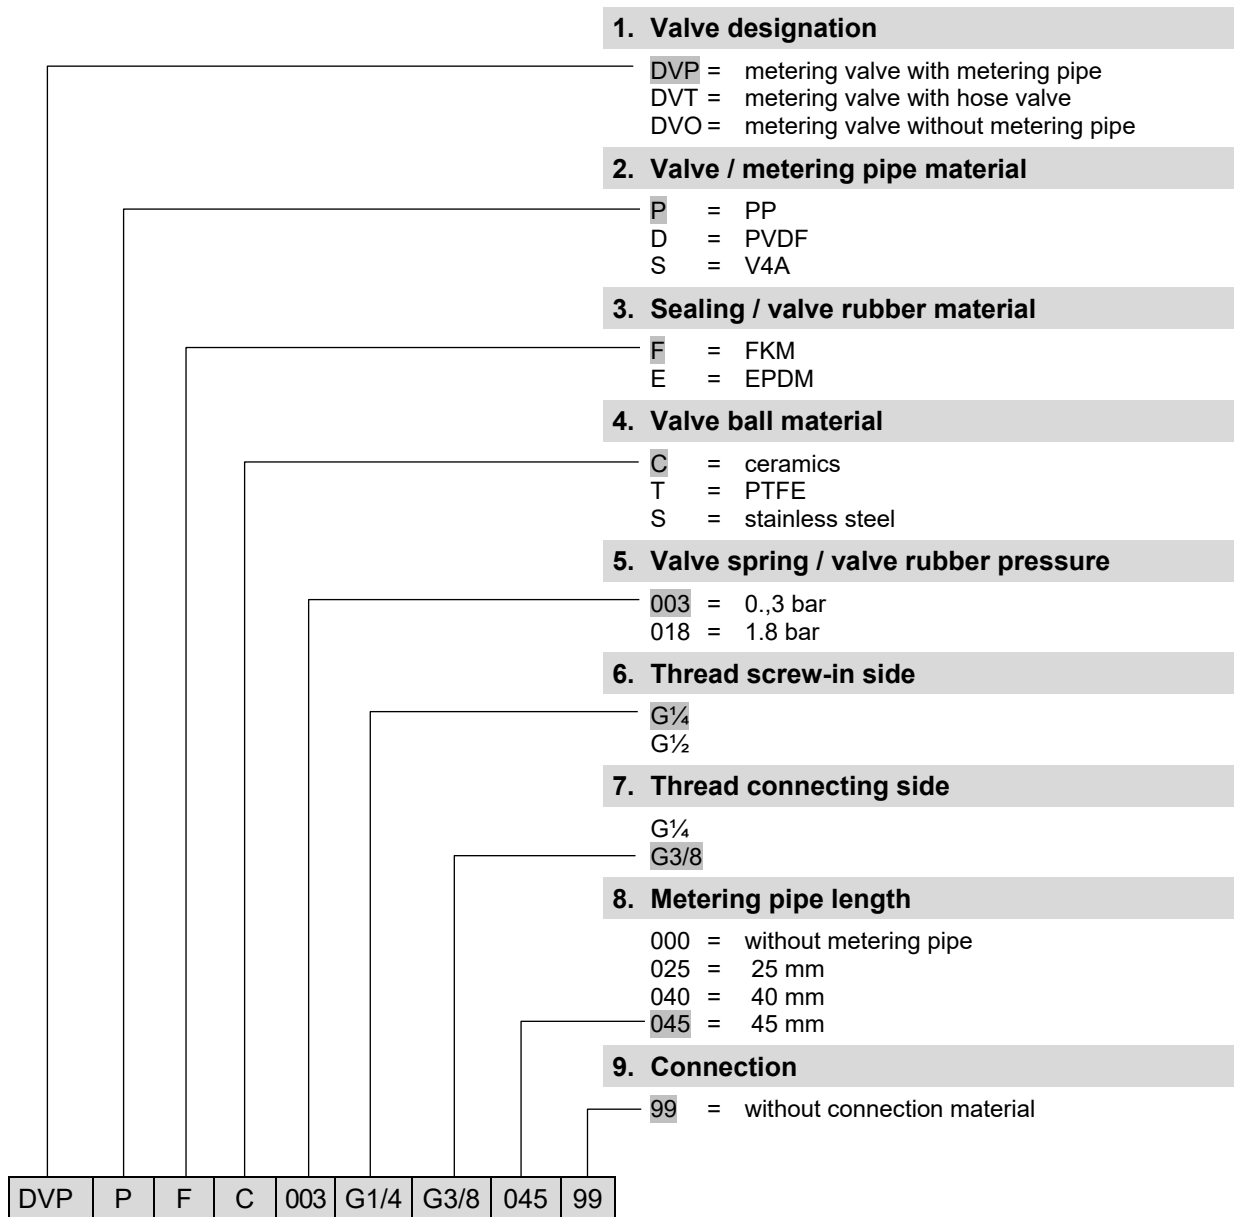 1. Valve designation
DVP = metering valve with metering pipe
DVT = metering valve with hose valve
DVO = metering valve without metering pipe
2. Valve / metering pipe material
P = PP
D = PVDF
S = V4A
3. Sealing / valve rubber material
F = FKM
E = EPDM
4. Valve ball material
C = ceramics
T = PTFE
S = stainless steel
5. Valve spring / valve rubber pressure
003 = 0.,3 bar
018 = 1.8 bar
6. Thread screw-in side
G¼
G½
7. Thread connecting side
G¼
G3/8
8. Metering pipe length
000 = without metering pipe
025 = 25 mm
040 = 40 mm
045 = 45 mm
9. Connection
99 = without connection material
DVP P F C 003 G1/4 G3/8 045 99